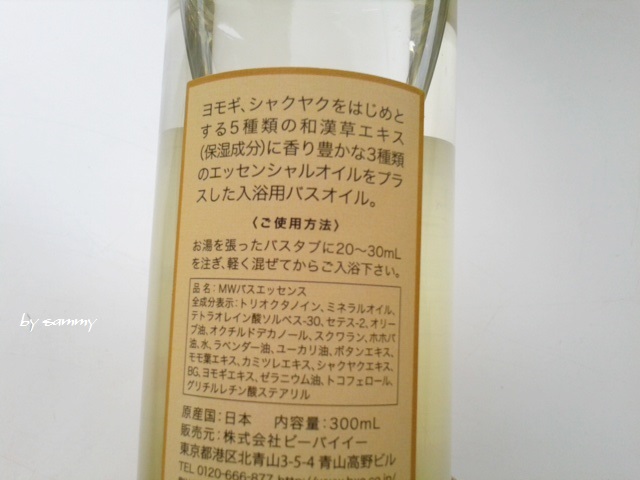 ヨモギ、シャクヤクをはじめと
する5種類の和漢草エキス
(保湿成分)に香り豊かな3種類
のエッセンシャルオイルをプラ
スした入浴用バスオイル。
〈ご使用方法〉
お湯を張ったバスタブに20〜30mL
を注ぎ、軽く混ぜてからご入浴下さい。
品名：MWバスエッセンス
全成分表示：トリオクタノイン、ミネラルオイル、
テトラオレイン酸ソルベス-30、セテス-2、オリー
ブ油、オクチルドデカノール、スクワラン、ホホバ
油、水、ラベンダー油、ユーカリ油、ボタンエキス、
モモ葉エキス、カミツレエキス、シャクヤクエキス、
BG、ヨモギエキス、ゼラニウム油、トコフェロール、
グリチルレチン酸ステアリル
原産国：日本　内容量：300mL
販売元：株式会社ビーバイイー
東京都港区北青山3-5-4 青山高野ビル
TEL 0120-666-877
by sammy